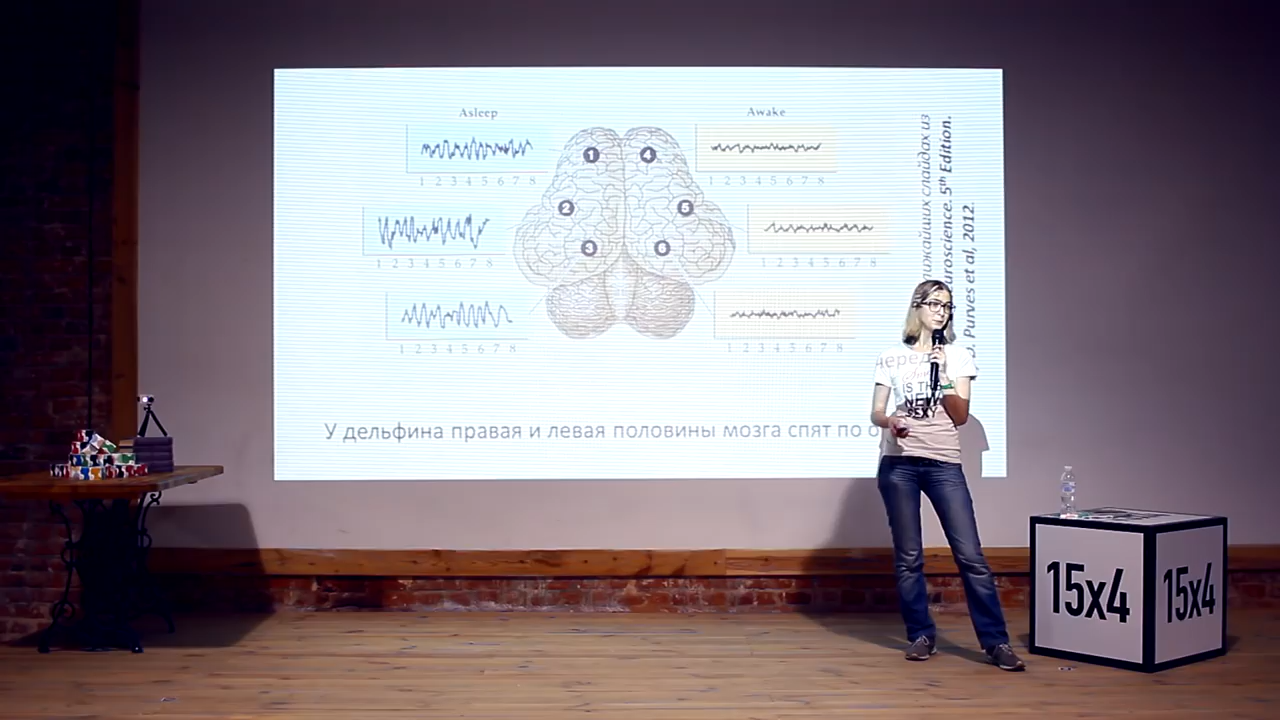 Asleep
Awake
1 2 3 4 5 6 7 8
1 2 3 4 5 6 7 8
1
4
2
5
3
6
1 2 3 4 5 6 7 8
1 2 3 4 5 6 7 8
1 2 3 4 5 6 7 8
1 2 3 4 5 6 7 8
слайдах из
5th Edition.
D. Purves et al, 2012.
У дельфина правая и левая половины мозга спят по
IS THE
NEW
SEXY
15x4
15x4